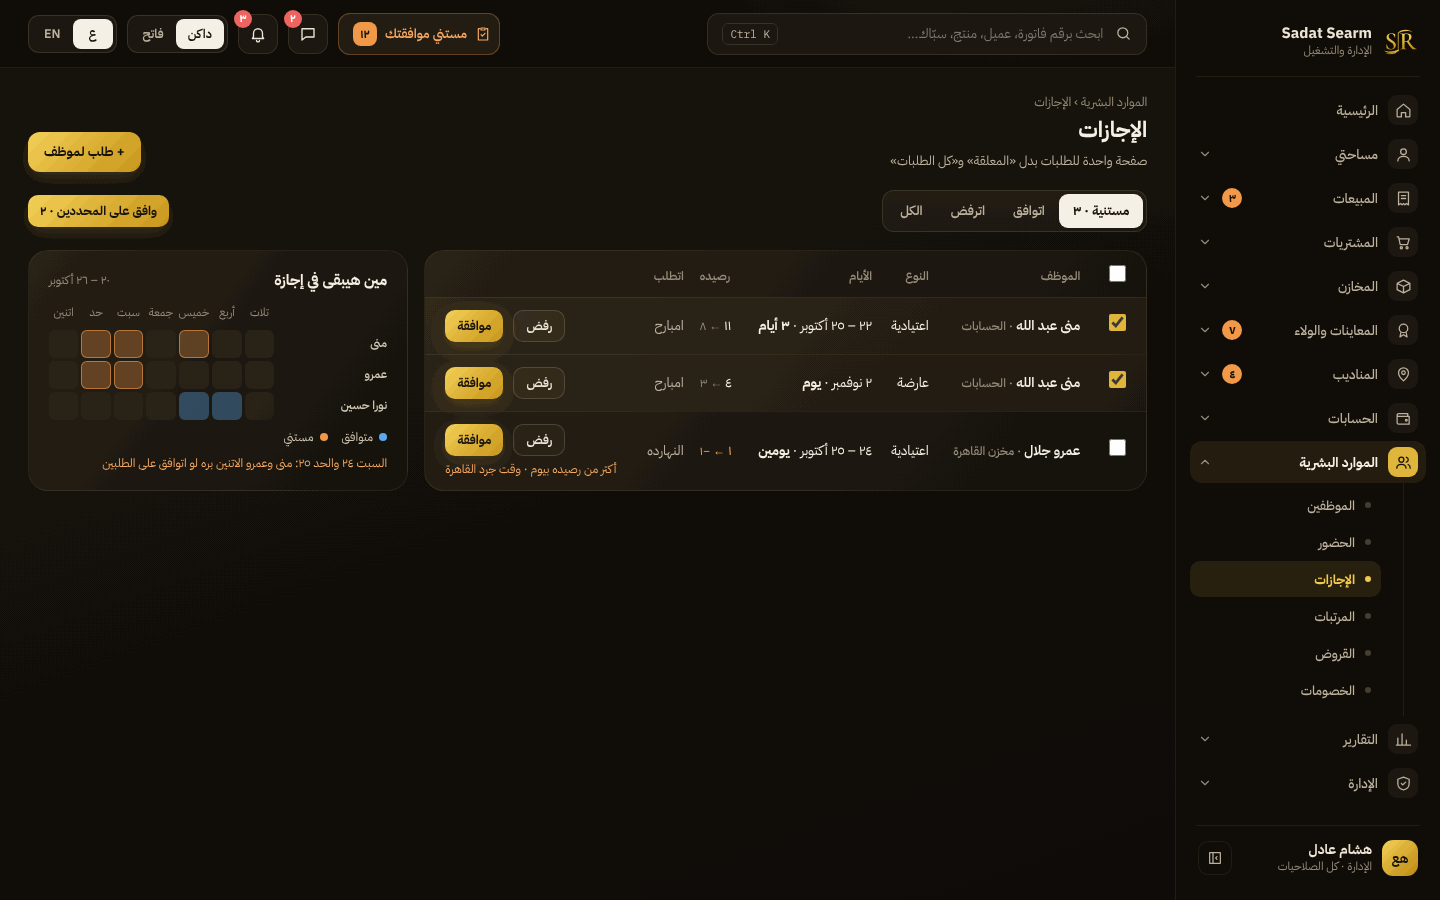 Sadat Searm
الإدارة والتشغيل
SR
الرئيسية
مساحتي
المبيعات ٣
المشتريات
المخازن
المعاينات والولاء ٧
المناديب ٤
الحسابات
الموارد البشرية
الموظفين
الحضور
الإجازات
المرتبات
القروض
الخصومات
التقارير
الإدارة
هع
هشام عادل
الإدارة · كل الصلاحيات
ابحث برقم فاتورة، عميل، منتج، سبّاك... Ctrl K
مستني موافقتك ١٢
٢
٣
داكن فاتح
ع EN
الموارد البشرية › الإجازات
الإجازات
صفحة واحدة للطلبات بدل «المعلقة» و«كل الطلبات»
+ طلب لموظف
مستنية · ٣ اتوافق اترفض الكل
وافق على المحددين · ٢
الموظف النوع الأيام رصيده اتطلب
منى عبد الله · الحسابات اعتيادية ٢٢ – ٢٥ أكتوبر · ٣ أيام ١١ ← ٨ امبارح رفض موافقة
منى عبد الله · الحسابات عارضة ٢ نوفمبر · يوم ٤ ← ٣ امبارح رفض موافقة
عمرو جلال · مخزن القاهرة اعتيادية ٢٤ – ٢٥ أكتوبر · يومين ١ ← −١ النهارده رفض موافقة
أكتر من رصيده بيوم · وقت جرد القاهرة
مين هيبقى في إجازة ٢٠ – ٢٦ أكتوبر
تلات أربع خميس جمعة سبت حد اتنين
منى
عمرو
نورا حسين
متوافق مستني
السبت ٢٤ والحد ٢٥: منى وعمرو الاتنين بره لو اتوافق على الطلبين